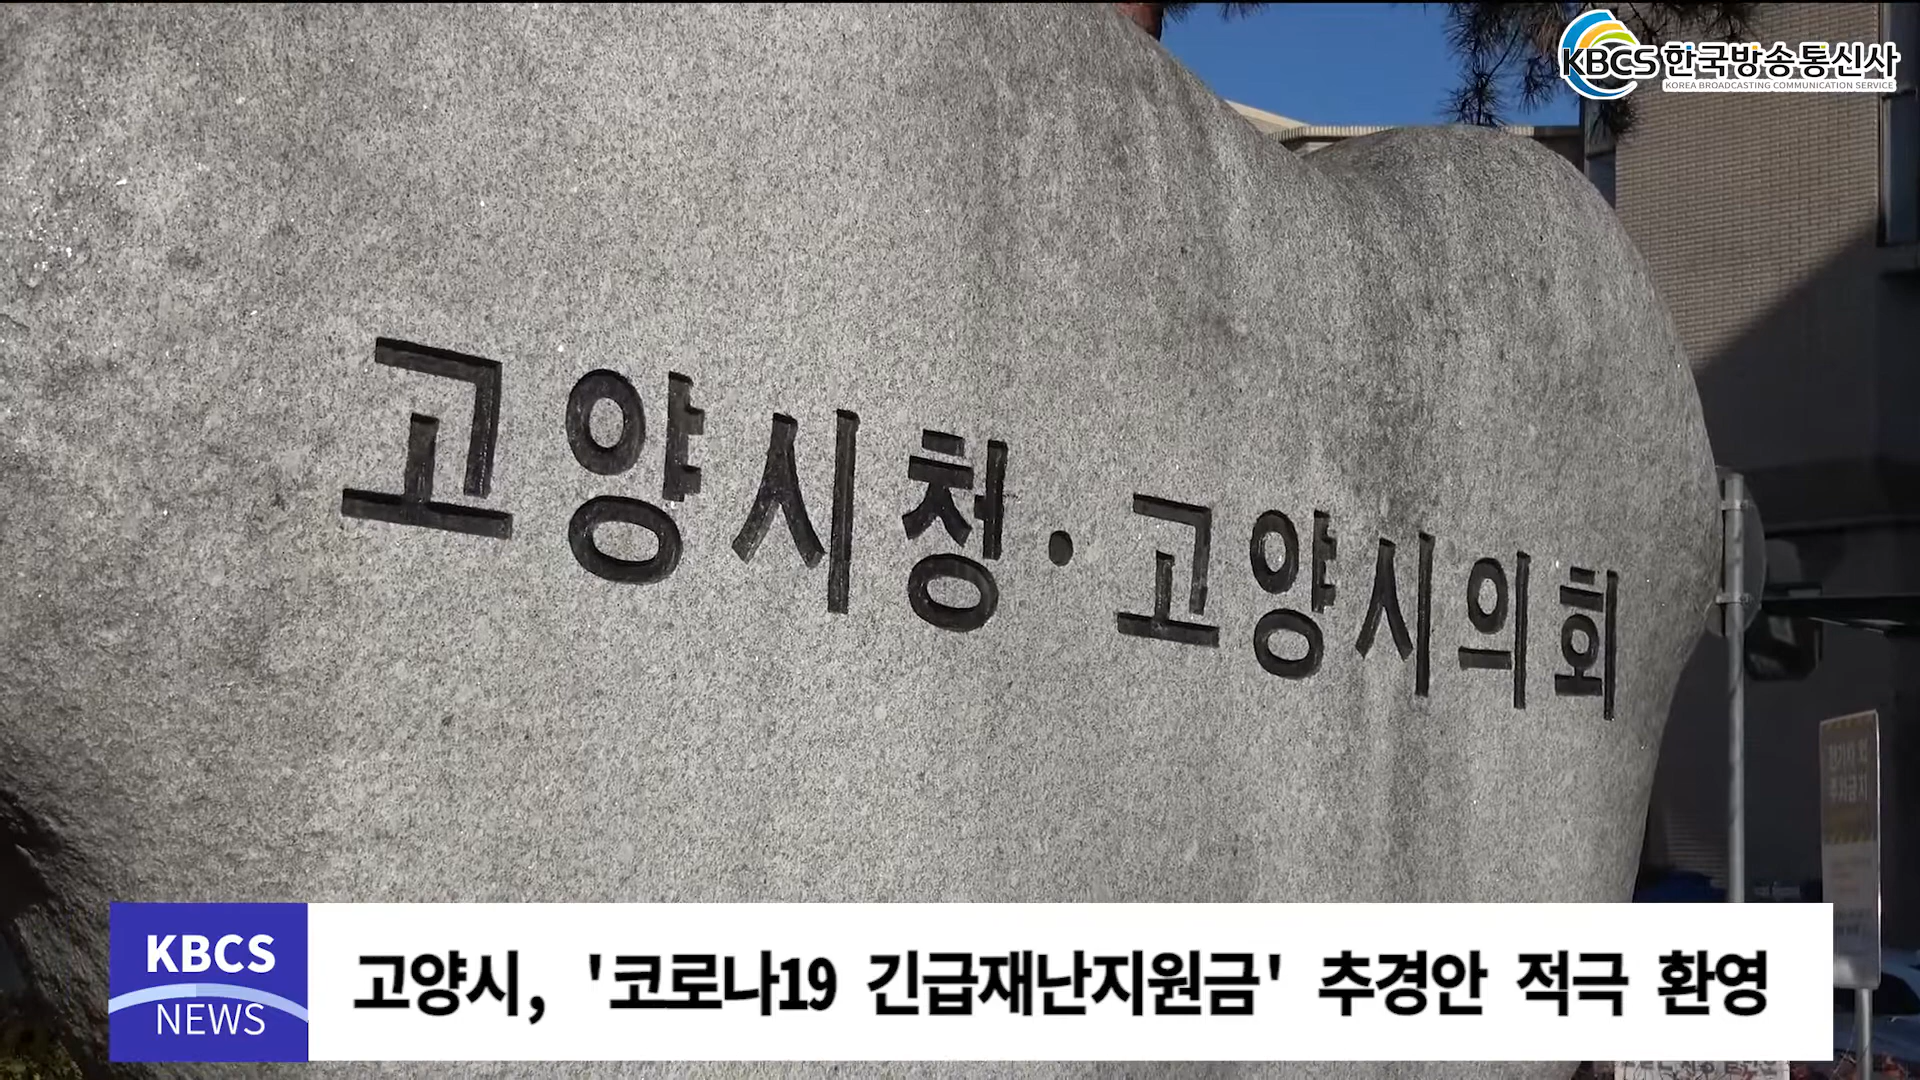 KBCS 한국방송통신사
KOREA BROADCASTING COMMUNICATION SERVICE
고양시청·고양시의회
KBCS
NEWS
고양시, '코로나19 긴급재난지원금' 추경안 적극 환영